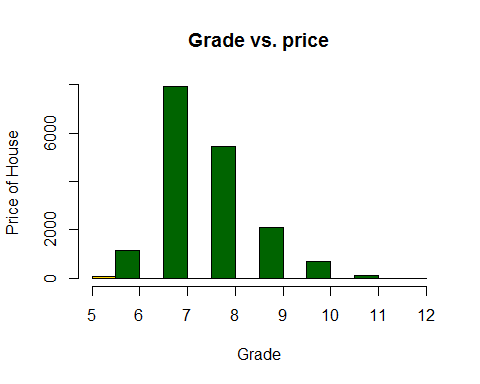 Grade vs. price
Price of House
6000
2000
0
5 6 7 8 9 10 11 12
Grade